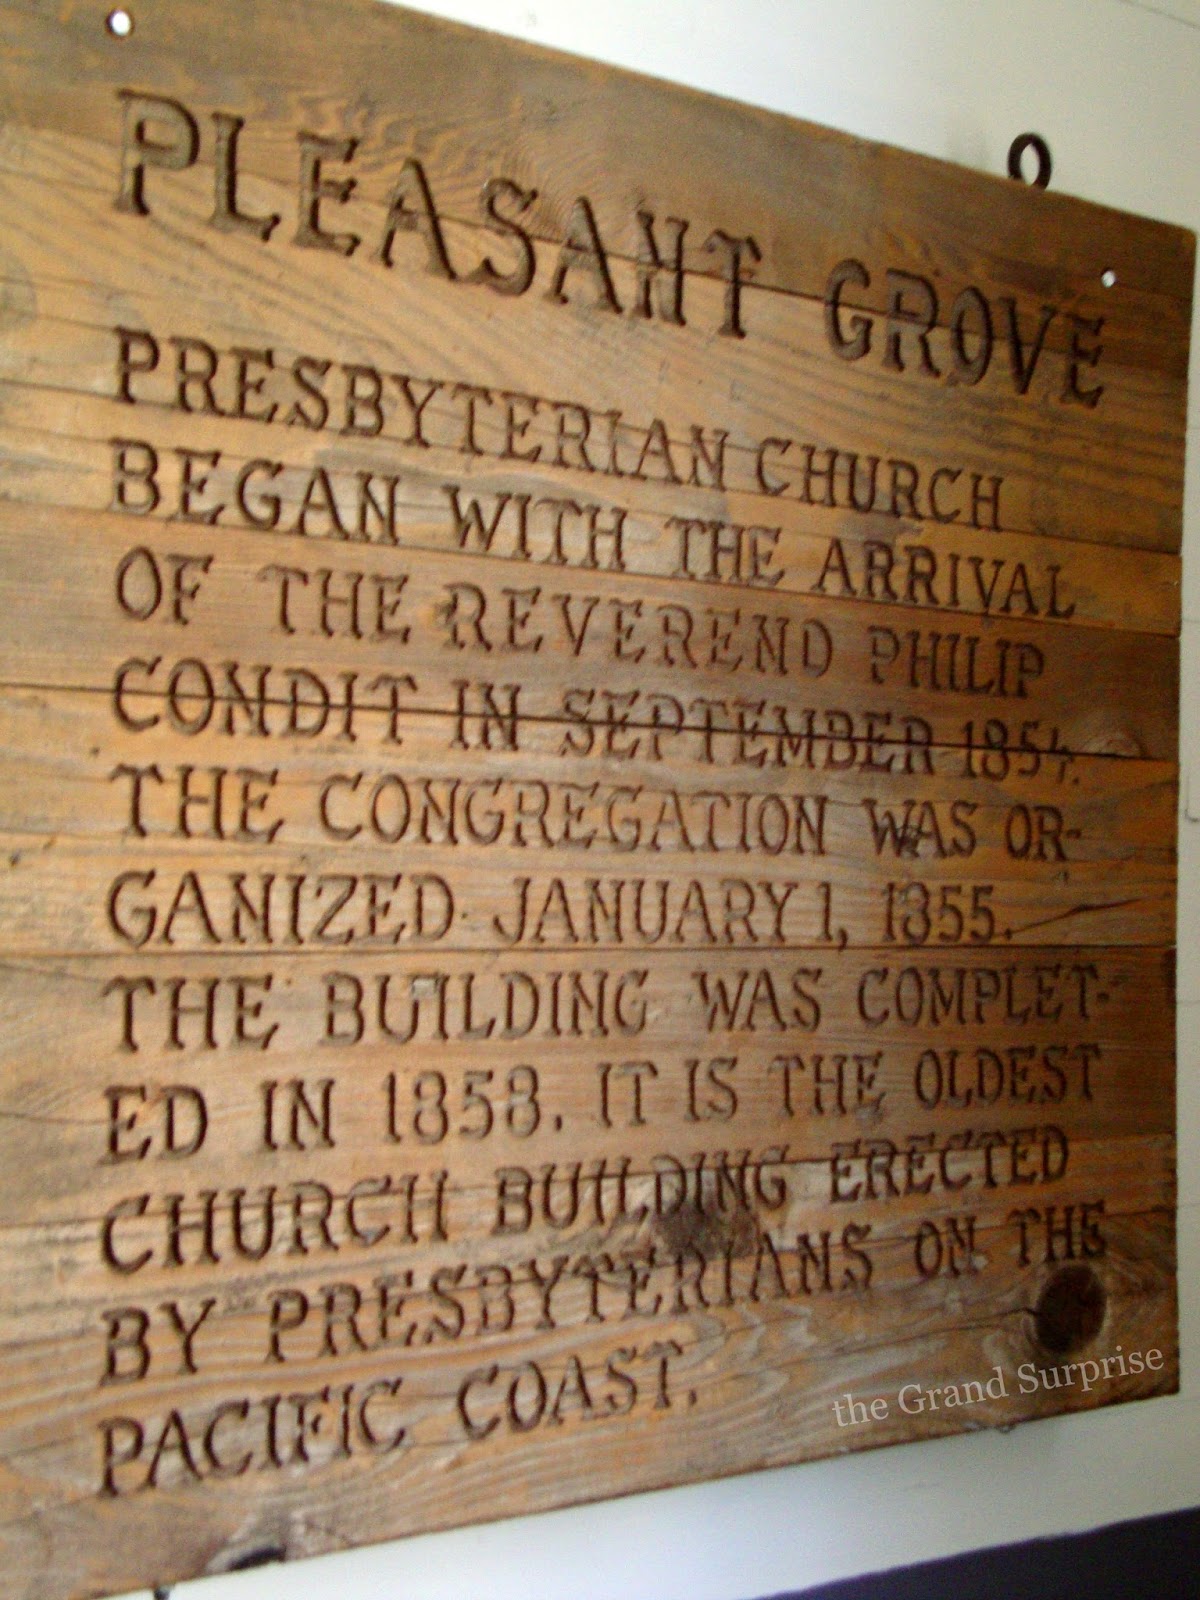 PLEASANT GROVE
PRESBYTERIAN CHURCH
BEGAN WITH THE ARRIVAL
OF THE REVEREND PHILIP
CONDIT IN SEPTEMBER 1854.
THE CONGREGATION WAS OR-
GANIZED JANUARY 1, 1855.
THE BUILDING WAS COMPLET-
ED IN 1858. IT IS THE OLDEST
CHURCH BUILDING ERECTED
BY PRESBYTERIANS ON THE
PACIFIC COAST.
the Grand Surprise